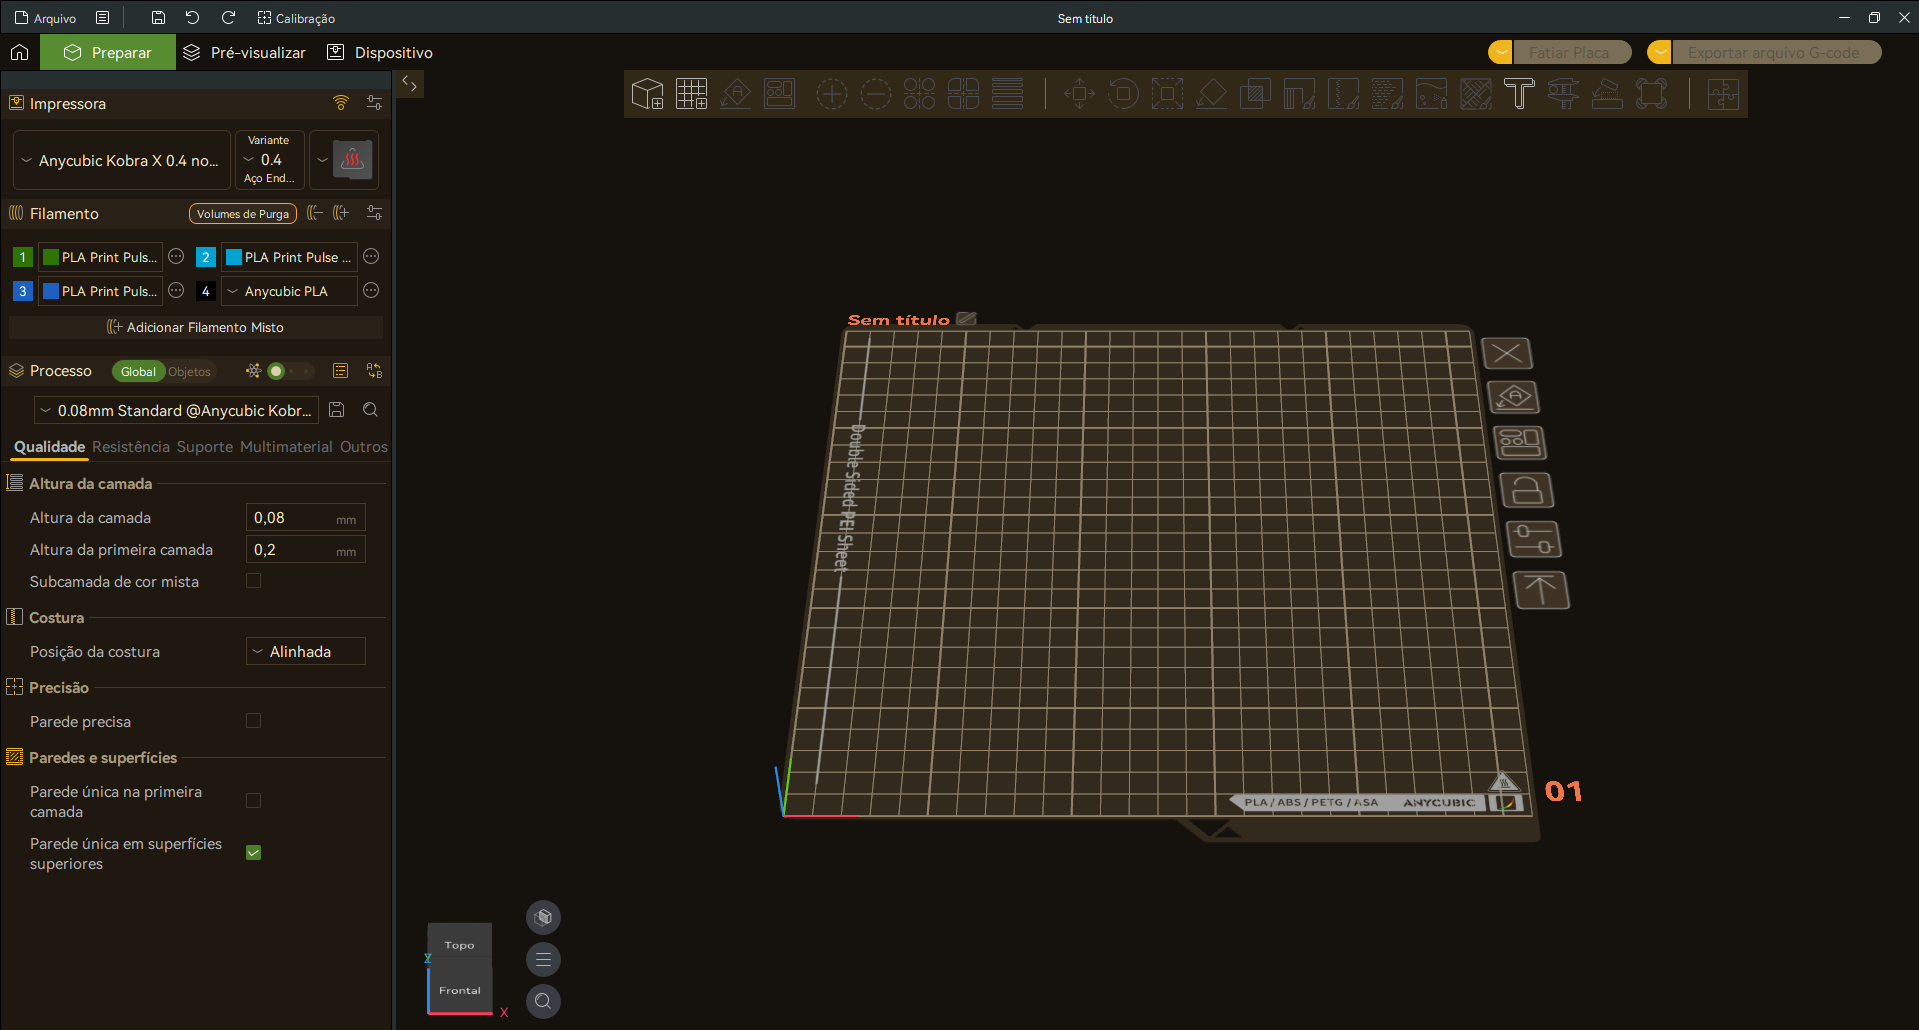 Arquivo
Calibração
Sem título
Preparar
Pré-visualizar
Dispositivo
Fatiar Placa
Exportar arquivo G-code
Impressora
Anycubic Kobra X 0.4 no...
Variante
0.4
Aço End...
Filamento
Volumes de Purga
1 PLA Print Puls...
2 PLA Print Pulse ...
3 PLA Print Puls...
4 Anycubic PLA
Adicionar Filamento Misto
Processo
Global
Objetos
0.08mm Standard @Anycubic Kobr...
Qualidade
Resistência
Suporte
Multimaterial
Outros
Altura da camada
Altura da camada
0,08 mm
Altura da primeira camada
0,2 mm
Subcamada de cor mista
Costura
Posição da costura
Alinhada
Precisão
Parede precisa
Paredes e superfícies
Parede única na primeira
camada
Parede única em superfícies
superiores
Sem título
Double Sided PEI Sheet
PLA / ABS / PETG / ASA
ANYCUBIC
01
Topo
Frontal
Z
X